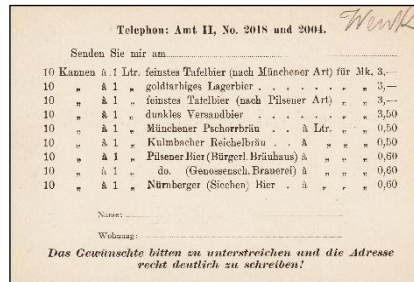 Telephon: Amt II, No. 2018 und 2004.
Senden Sie mir am
10 Kannen à 1 Ltr. feinstes Tafelbier (nach Münchener Art) für Mk. 3,—
10 „ à 1 „ goldfarbiges Lagerbier . . . . . . „ „ 3,—
10 „ à 1 „ feinstes Tafelbier (nach Pilsener Art) „ „ 3,—
10 „ à 1 „ dunkles Versandbier . . . . . . „ „ 3,50
10 „ à 1 „ Münchener Pschorrbräu . . à Ltr. „ „ 0,50
10 „ à 1 „ Kulmbacher Reichelbräu . . à „ „ „ 0,50
10 „ à 1 „ Pilsener Bier (Bürgerl. Bräuhaus) à „ „ „ 0,60
10 „ à 1 „ do. (Genossensch. Brauerei) à „ „ „ 0,60
10 „ à 1 „ Nürnberger (Siechen) Bier . à „ „ „ 0,60
Name:
Wohnung:
Das Gewünschte bitten zu unterstreichen und die Adresse
recht deutlich zu schreiben!